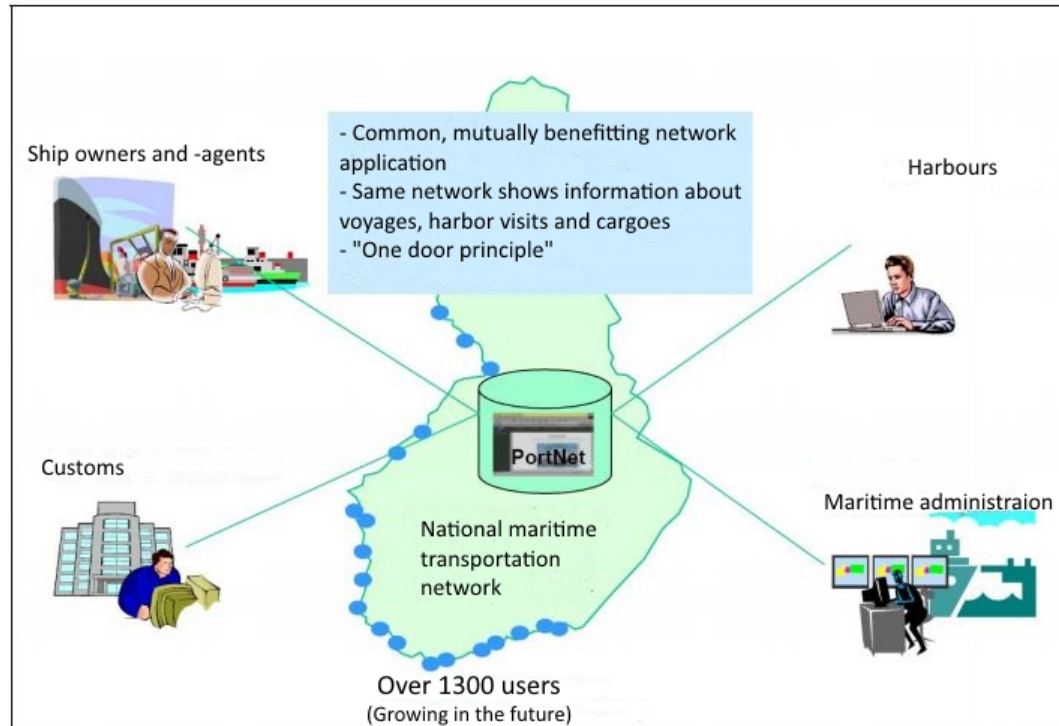 Ship owners and -agents
- Common, mutually benefitting network
application
- Same network shows information about
voyages, harbor visits and cargoes
- "One door principle"
Harbours
PortNet
Customs
Maritime administraion
National maritime
transportation
network
Over 1300 users
(Growing in the future)